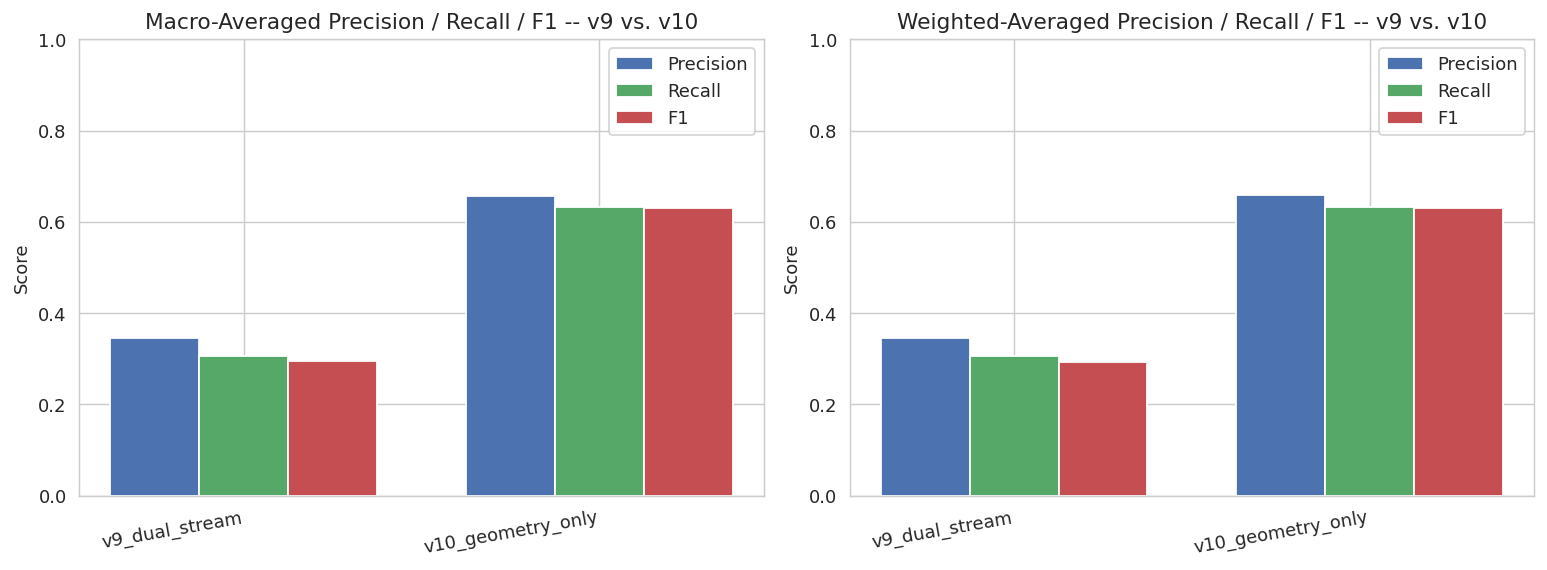 Macro-Averaged Precision / Recall / F1 -- v9 vs. v10
1.0
0.8
0.6
0.4
0.2
0.0
Score
Precision
Recall
F1
v9_dual_stream
v10_geometry_only
Weighted-Averaged Precision / Recall / F1 -- v9 vs. v10
1.0
0.8
0.6
0.4
0.2
0.0
Score
Precision
Recall
F1
v9_dual_stream
v10_geometry_only